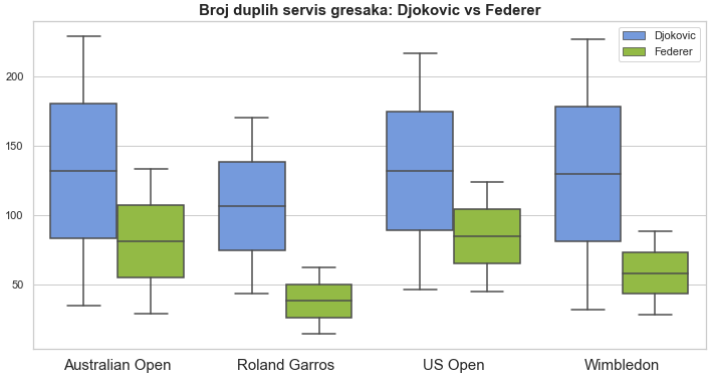 Broj duplih servis gresaka: Djokovic vs Federer
Djokovic
Federer
200
150
100
50
Australian Open
Roland Garros
US Open
Wimbledon